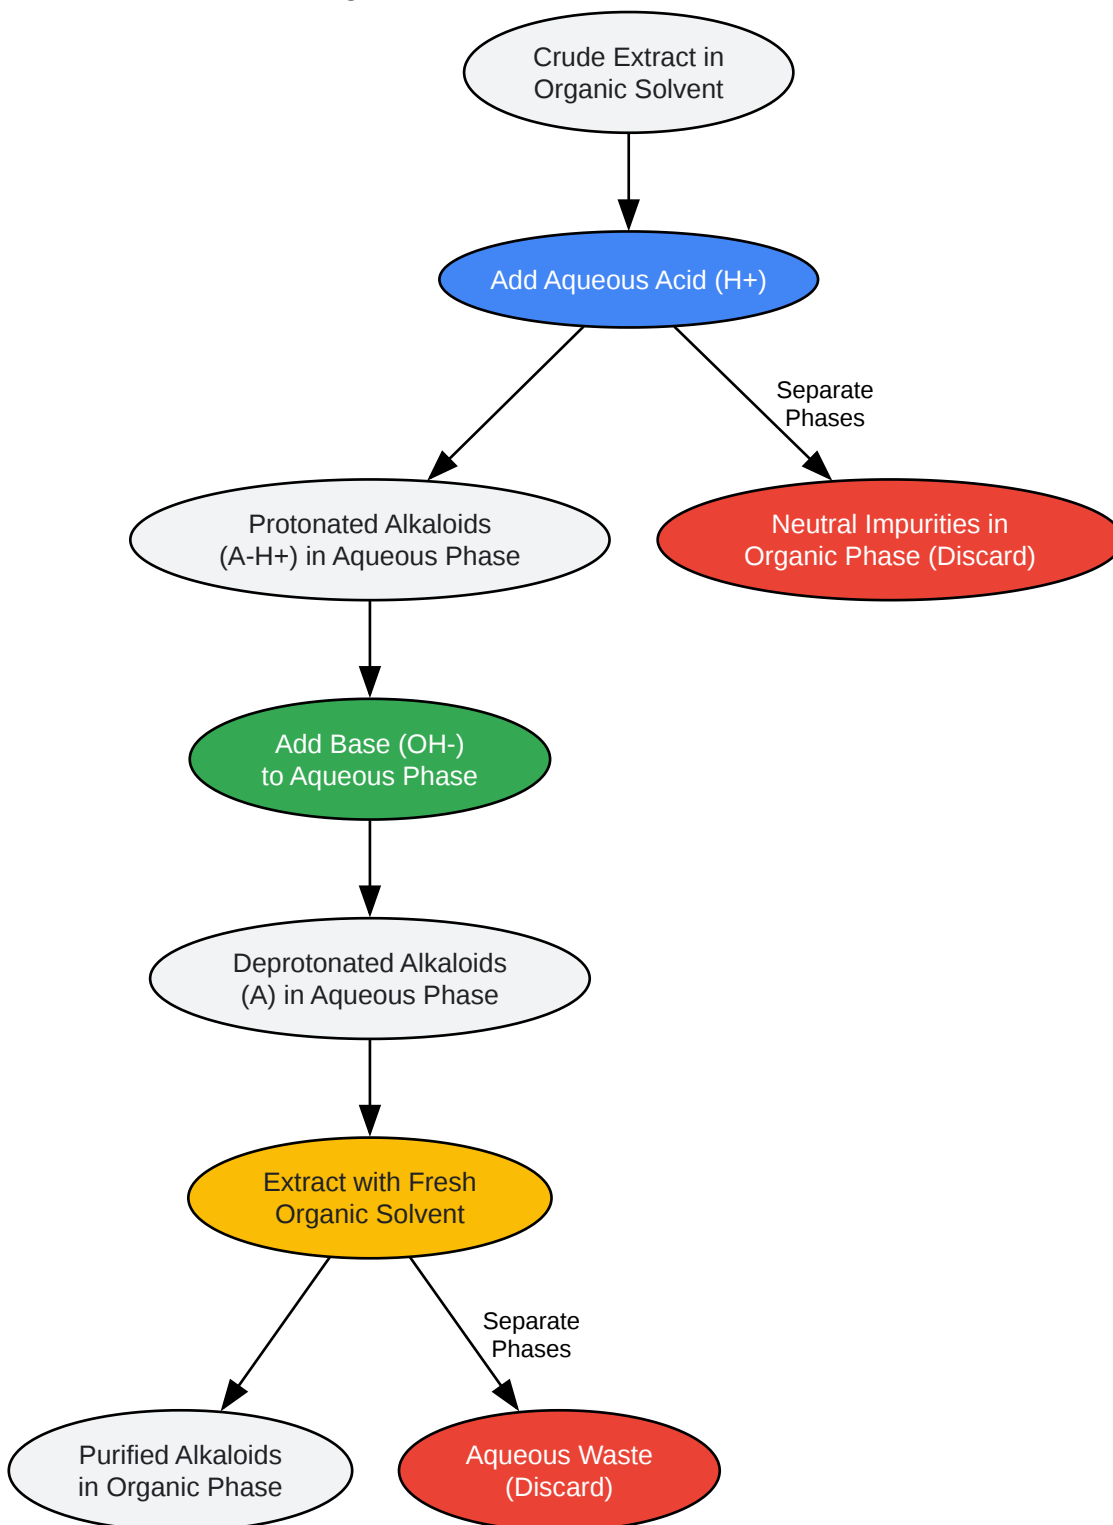 Crude Extract in
Organic Solvent
Add Aqueous Acid (H+)
Separate
Phases
Protonated Alkaloids
(A-H+) in Aqueous Phase
Neutral Impurities in
Organic Phase (Discard)
Add Base (OH-)
to Aqueous Phase
Deprotonated Alkaloids
(A) in Aqueous Phase
Extract with Fresh
Organic Solvent
Separate
Phases
Purified Alkaloids
in Organic Phase
Aqueous Waste
(Discard)